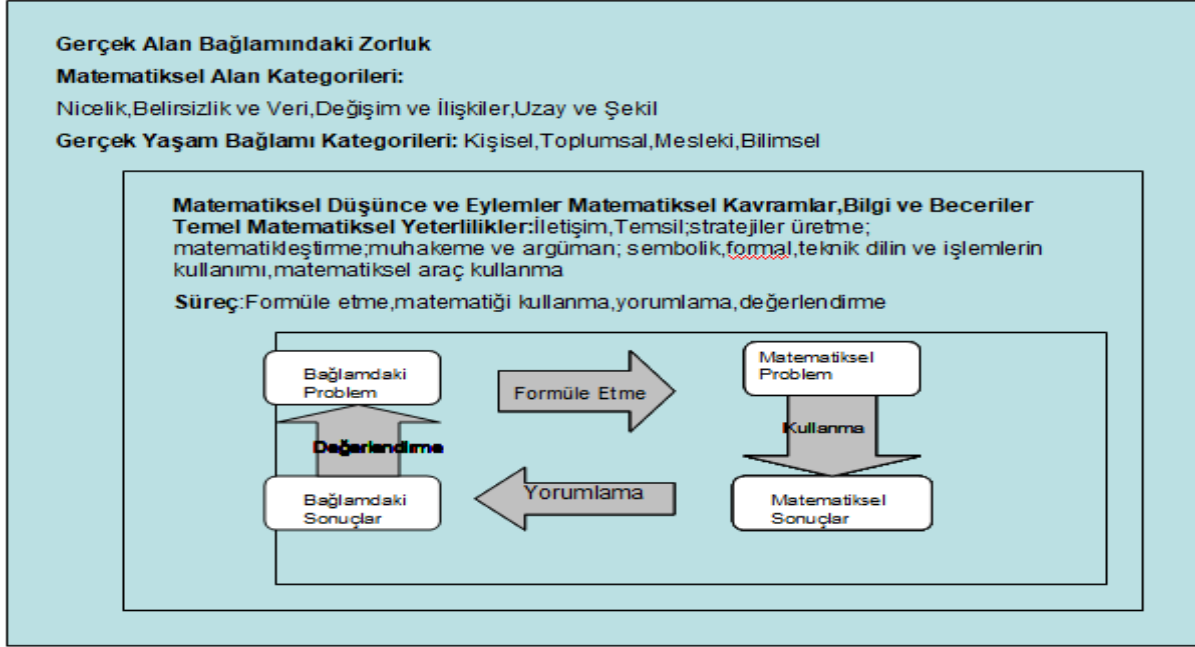 Gerçek Alan Bağlamındaki Zorluk
Matematiksel Alan Kategorileri:
Nicelik,Belirsizlik ve Veri,Değişim ve İlişkiler,Uzay ve Şekil
Gerçek Yaşam Bağlamı Kategorileri: Kişisel,Toplumsal,Mesleki,Bilimsel
Matematiksel Düşünce ve Eylemler Matematiksel Kavramlar,Bilgi ve Beceriler
Temel Matematiksel Yeterlilikler:İletişim,Temsil;stratejiler üretme;
matematikleştirme;muhakeme ve argüman; sembolik,formal,teknik dilin ve işlemlerin
kullanımı,matematiksel araç kullanma
Süreç:Formüle etme,matematiği kullanma,yorumlama,değerlendirme
Bağlamdaki
Problem
Formüle Etme
Matematiksel
Problem
Kullanma
Değerlendirme
Bağlamdaki
Sonuçlar
Yorumlama
Matematiksel
Sonuçlar